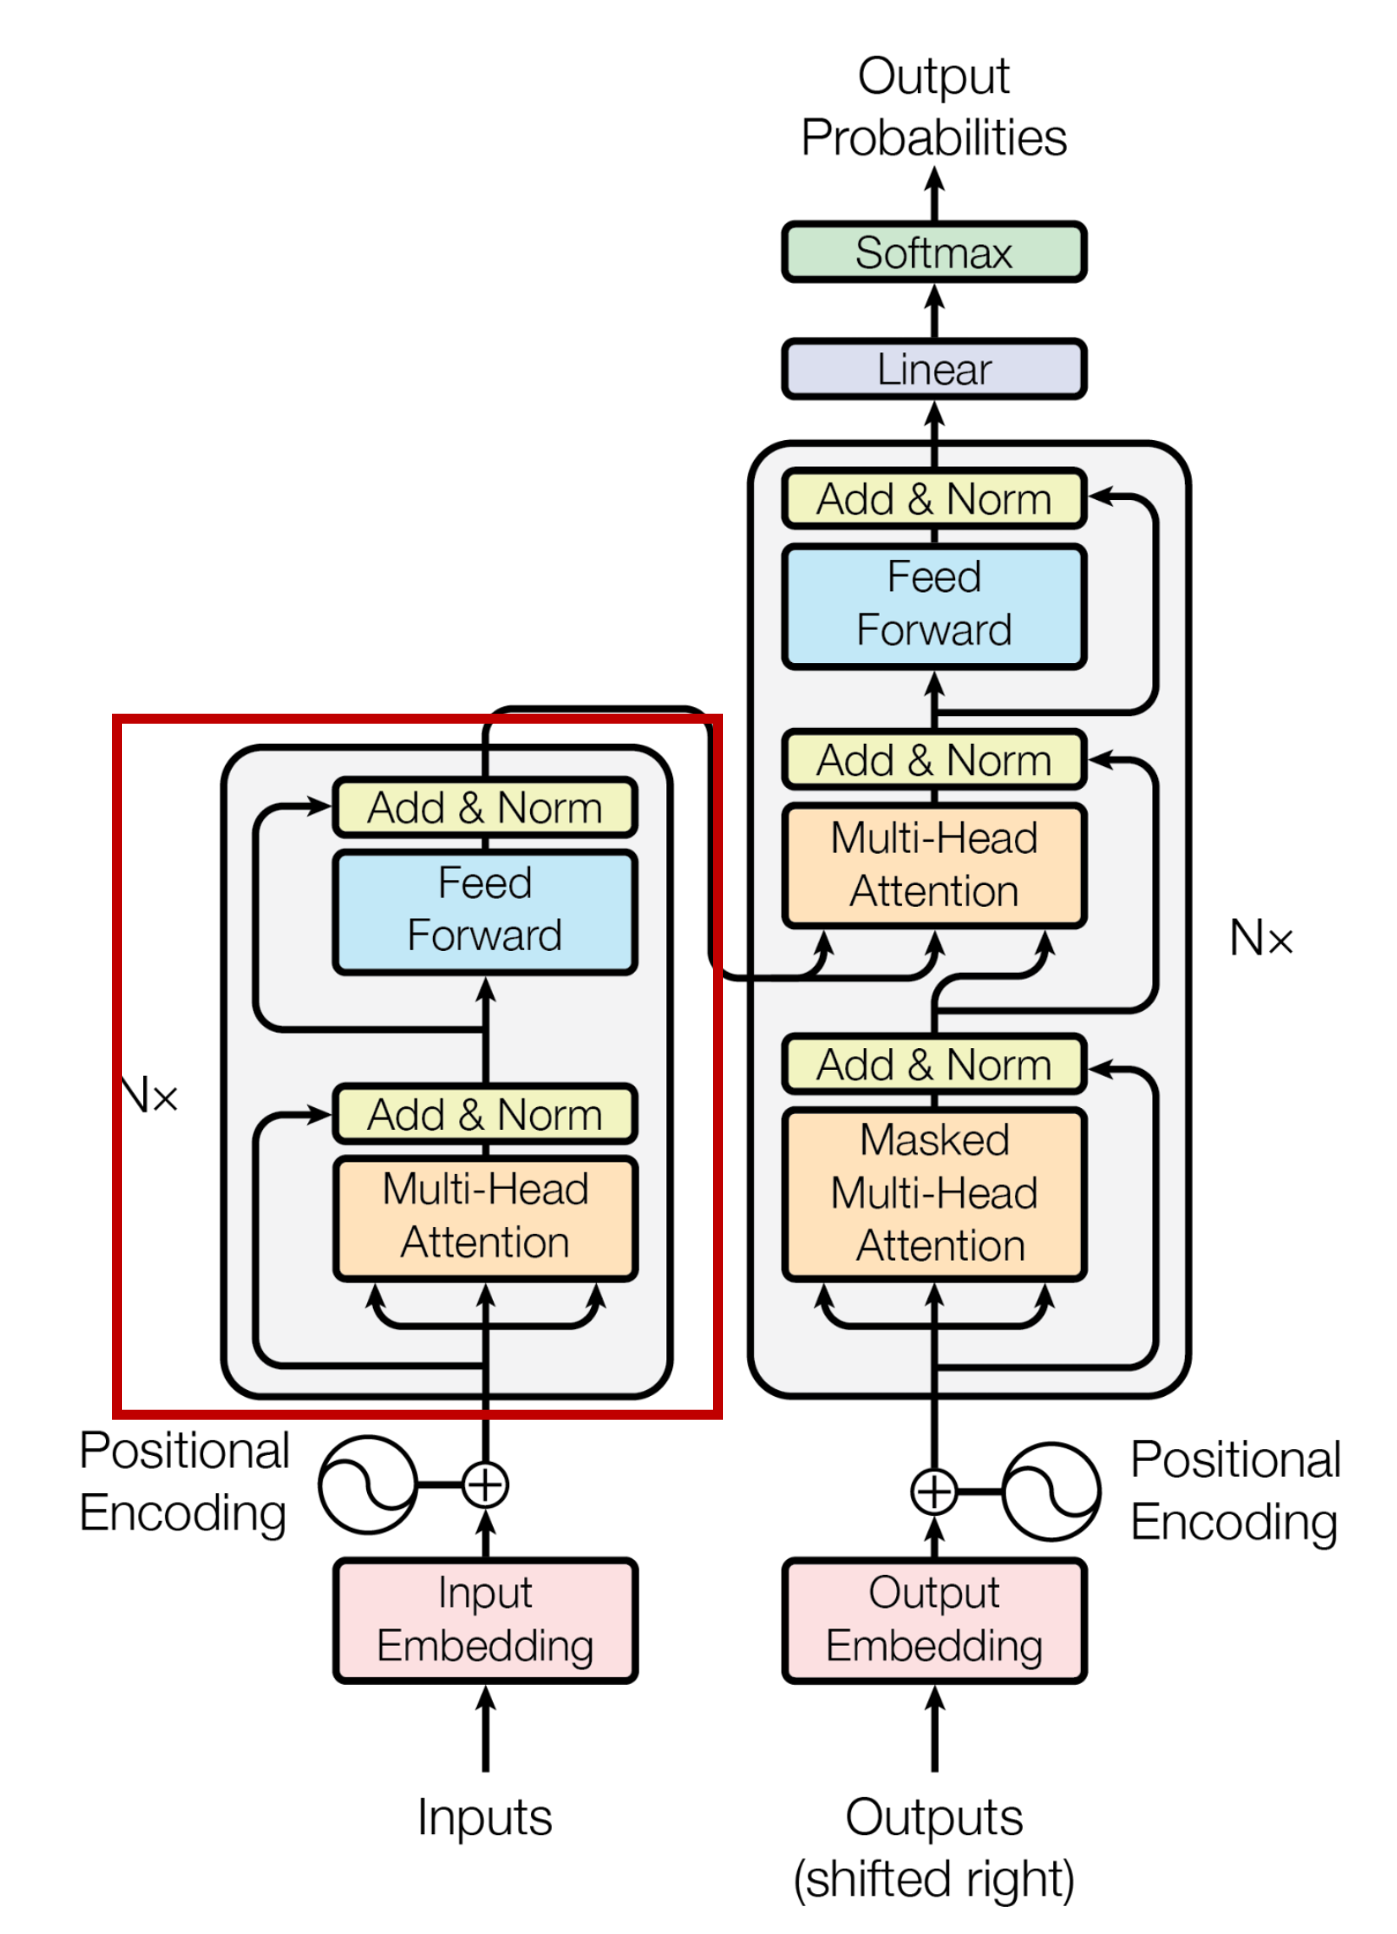 Output
Probabilities
Softmax
Linear
Add & Norm
Feed
Forward
Add & Norm
Multi-Head
Attention
Add & Norm
Masked
Multi-Head
Attention
Nx
Add & Norm
Feed
Forward
Add & Norm
Multi-Head
Attention
N×
Positional
Encoding
Positional
Encoding
Input
Embedding
Output
Embedding
Inputs
Outputs
(shifted right)